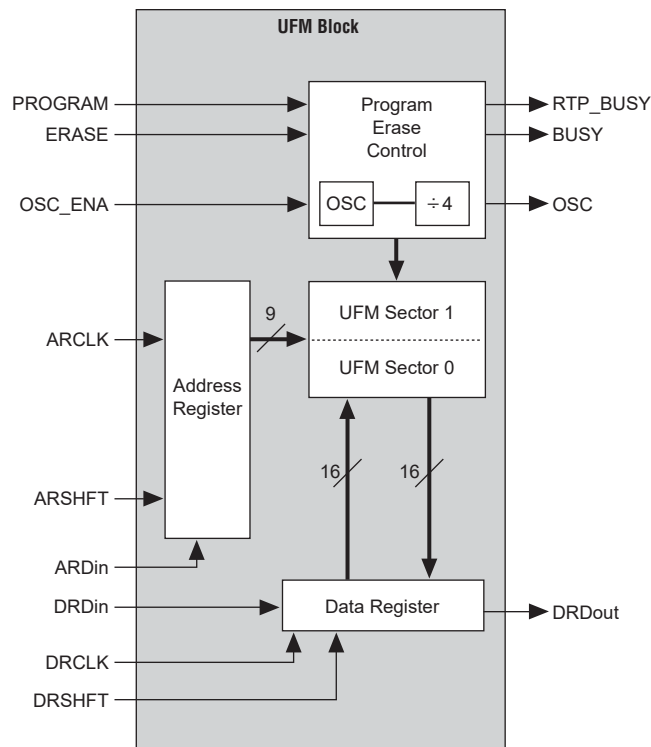 UFM Block
PROGRAM
ERASE
OSC_ENA
Program
Erase
Control
OSC
÷4
RTP_BUSY
BUSY
OSC
ARCLK
ARSHFT
ARDin
Address
Register
9
UFM Sector 1
UFM Sector 0
16
16
DRDin
DRCLK
DRSHFT
Data Register
DRDout